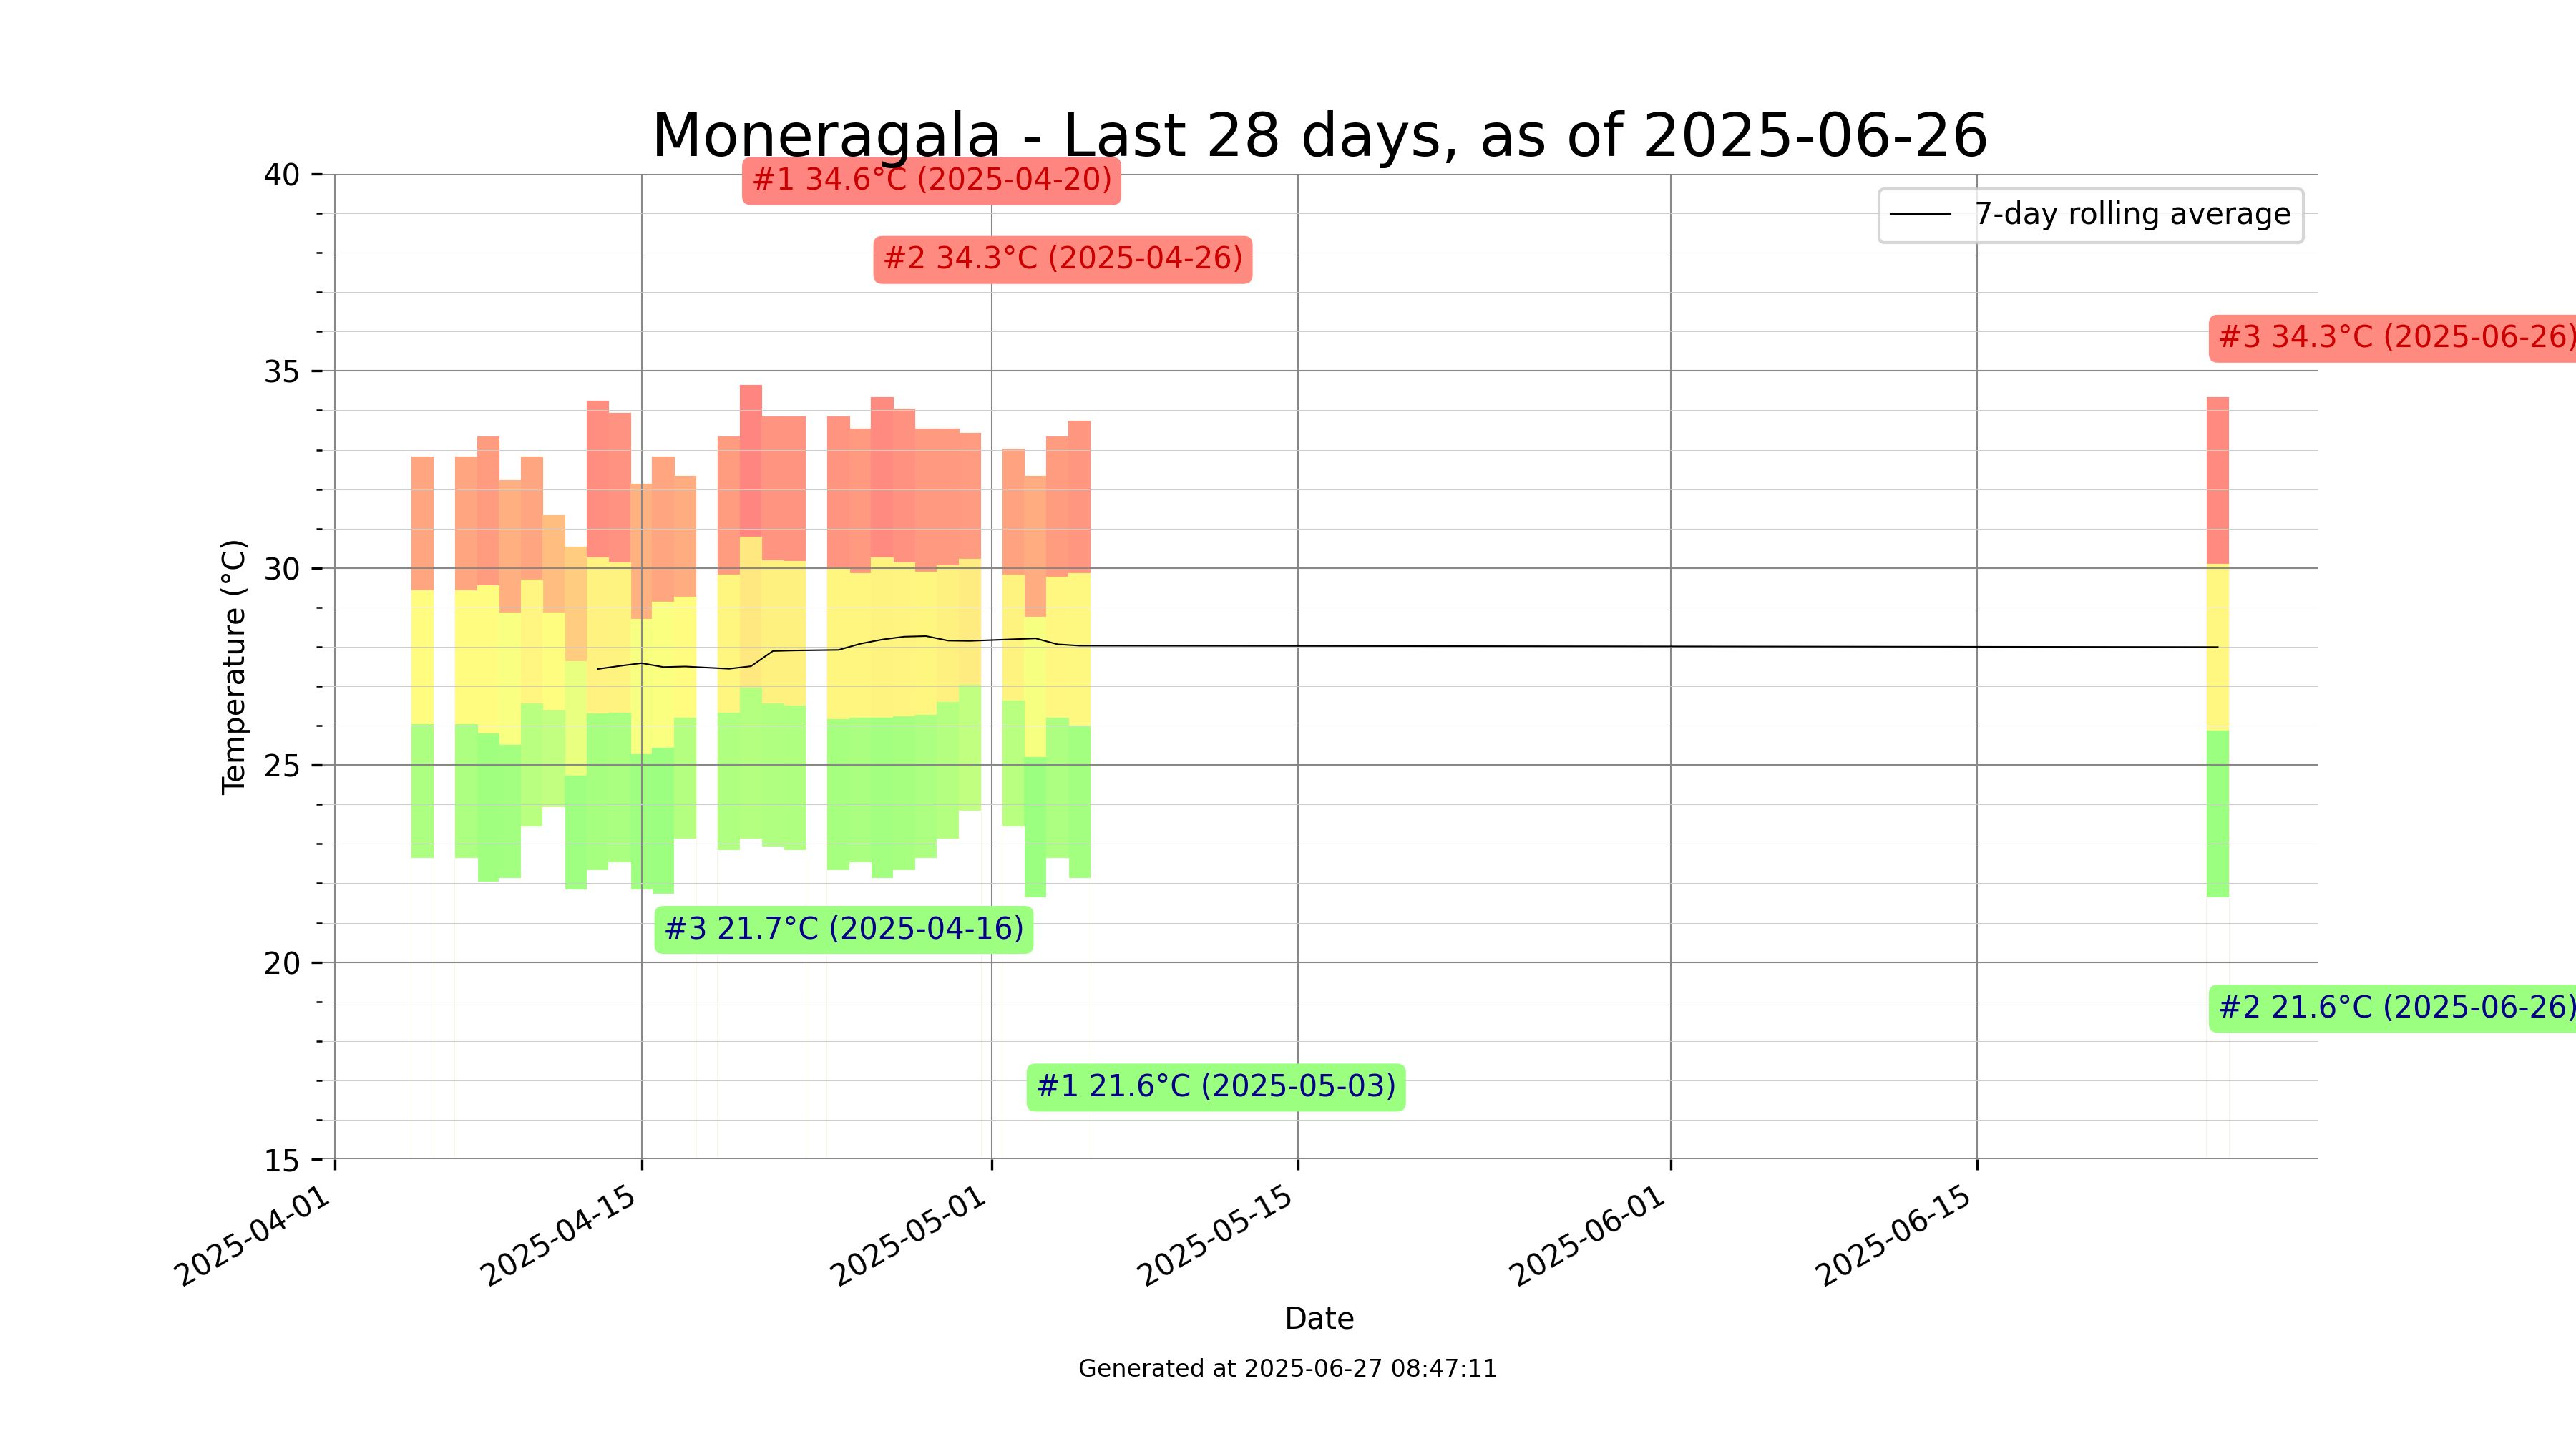 Moneragala - Last 28 days, as of 2025-06-26
#1 34.6°C (2025-04-20)
7-day rolling average
#2 34.3°C (2025-04-26)
#3 34.3°C (2025-06-26)
#3 21.7°C (2025-04-16)
#2 21.6°C (2025-06-26)
#1 21.6°C (2025-05-03)
Temperature (°C)
40
35
30
25
20
15
2025-04-01
2025-04-15
2025-05-01
2025-05-15
2025-06-01
2025-06-15
Date
Generated at 2025-06-27 08:47:11